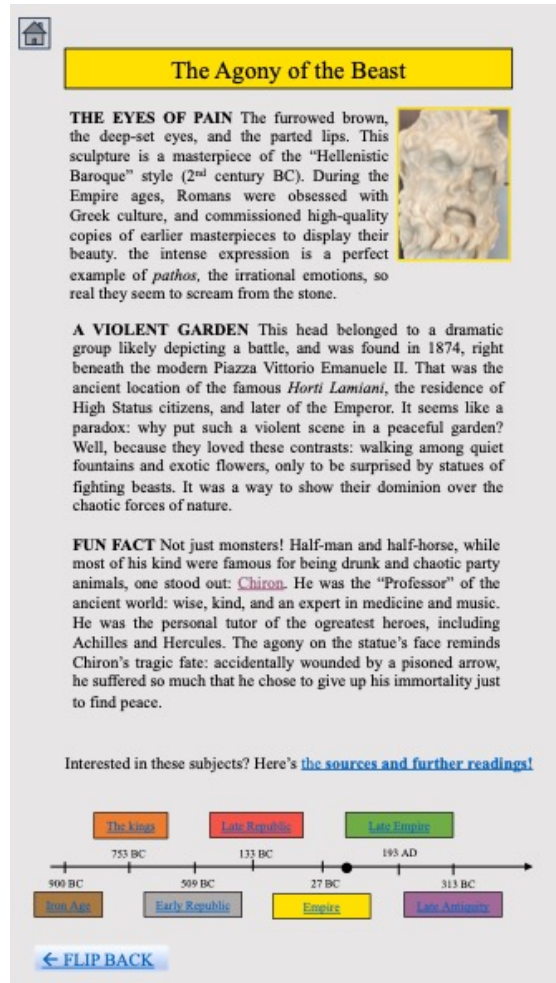 The Agony of the Beast
THE EYES OF PAIN The furrowed brown,
the deep-set eyes, and the parted lips. This
sculpture is a masterpiece of the “Hellenistic
Baroque” style (2nd century BC). During the
Empire ages, Romans were obsessed with
Greek culture, and commissioned high-quality
copies of earlier masterpieces to display their
beauty. the intense expression is a perfect
example of pathos, the irrational emotions, so
real they seem to scream from the stone.
A VIOLENT GARDEN This head belonged to a dramatic
group likely depicting a battle, and was found in 1874, right
beneath the modern Piazza Vittorio Emanuele II. That was the
ancient location of the famous Horti Lamiani, the residence of
High Status citizens, and later of the Emperor. It seems like a
paradox: why put such a violent scene in a peaceful garden?
Well, because they loved these contrasts: walking among quiet
fountains and exotic flowers, only to be surprised by statues of
fighting beasts. It was a way to show their dominion over the
chaotic forces of nature.
FUN FACT Not just monsters! Half-man and half-horse, while
most of his kind were famous for being drunk and chaotic party
animals, one stood out: Chiron. He was the “Professor” of the
ancient world: wise, kind, and an expert in medicine and music.
He was the personal tutor of the ogreatest heroes, including
Achilles and Hercules. The agony on the statue’s face reminds
Chiron’s tragic fate: accidentally wounded by a pisoned arrow,
he suffered so much that he chose to give up his immortality just
to find peace.
Interested in these subjects? Here’s the sources and further readings!
The kings Late Republic Late Empire
753 BC 133 BC 193 AD
900 BC 509 BC 27 BC 313 BC
Iron Age Early Republic Empire Late Antiquity
← FLIP BACK